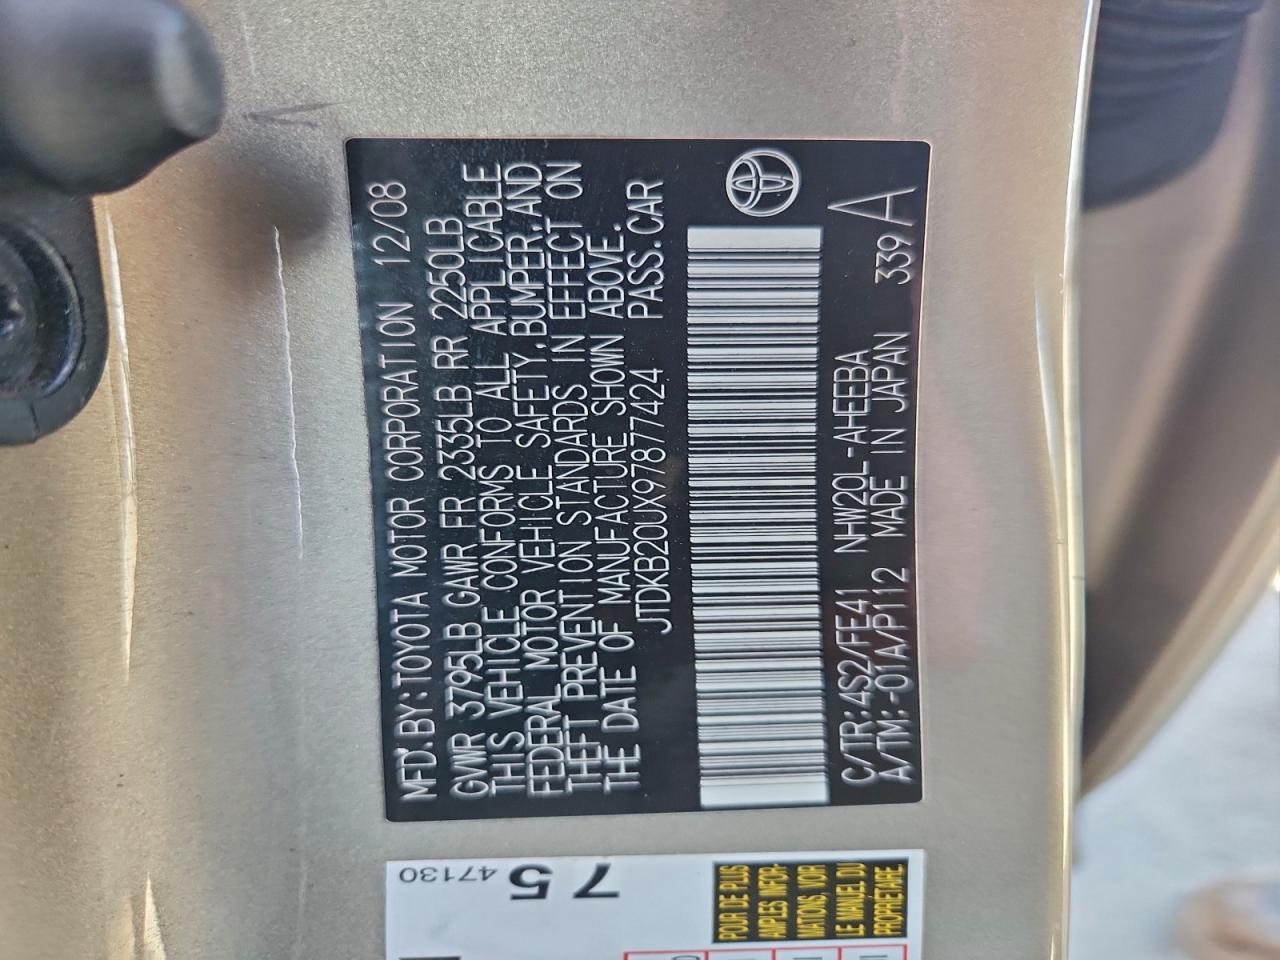 MFD.BY:TOYOTA MOTOR CORPORATION 12/08
GVWR 3795LB GAWR FR 2335LB RR 2250LB
THIS VEHICLE CONFORMS TO ALL APPLICABLE
FEDERAL MOTOR VEHICLE SAFETY,BUMPER,AND
THEFT PREVENTION STANDARDS IN EFFECT ON
THE DATE OF MANUFACTURE SHOWN ABOVE.
JTDKB20UX97877424 PASS.CAR
C/TR:4S2/FE41 NHW20L-AHEEBA
A/TM:-01A/P112 MADE IN JAPAN 339A
47130
75
POUR DE PLUS
AMPLES INFOR-
MATIONS, VOIR
LE MANUEL DU
PROPRIÉTAIRE.